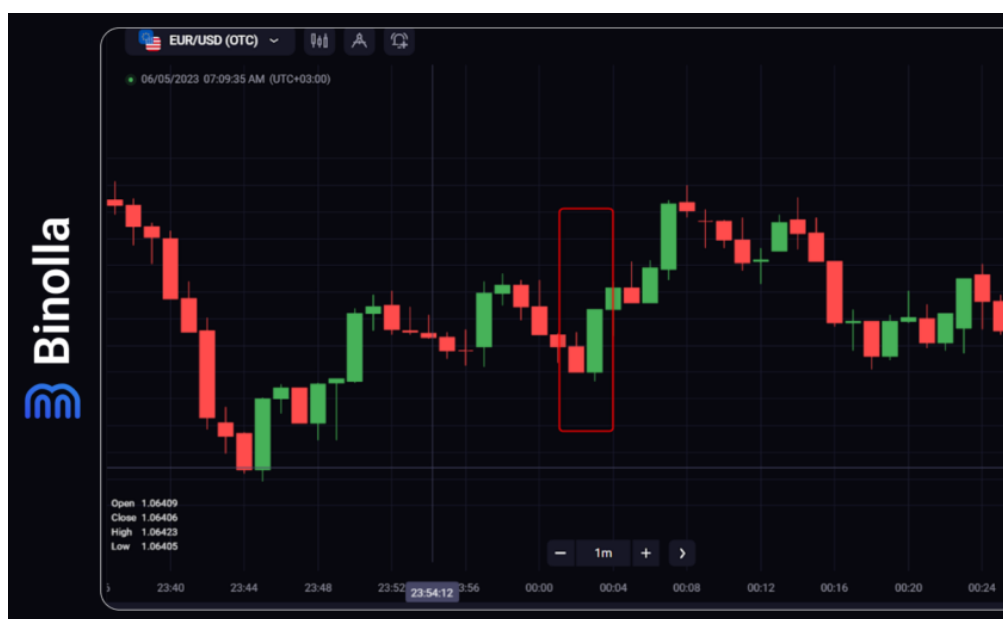 Binolla
EUR/USD (OTC)
06/05/2023 07:09:35 AM (UTC+03:00)
Open 1.06409
Close 1.06406
High 1.06423
Low 1.06405
1m
23:40 23:44 23:48 23:52 23:54:12 3:56 00:00 00:04 00:08 00:12 00:16 00:20 00:24